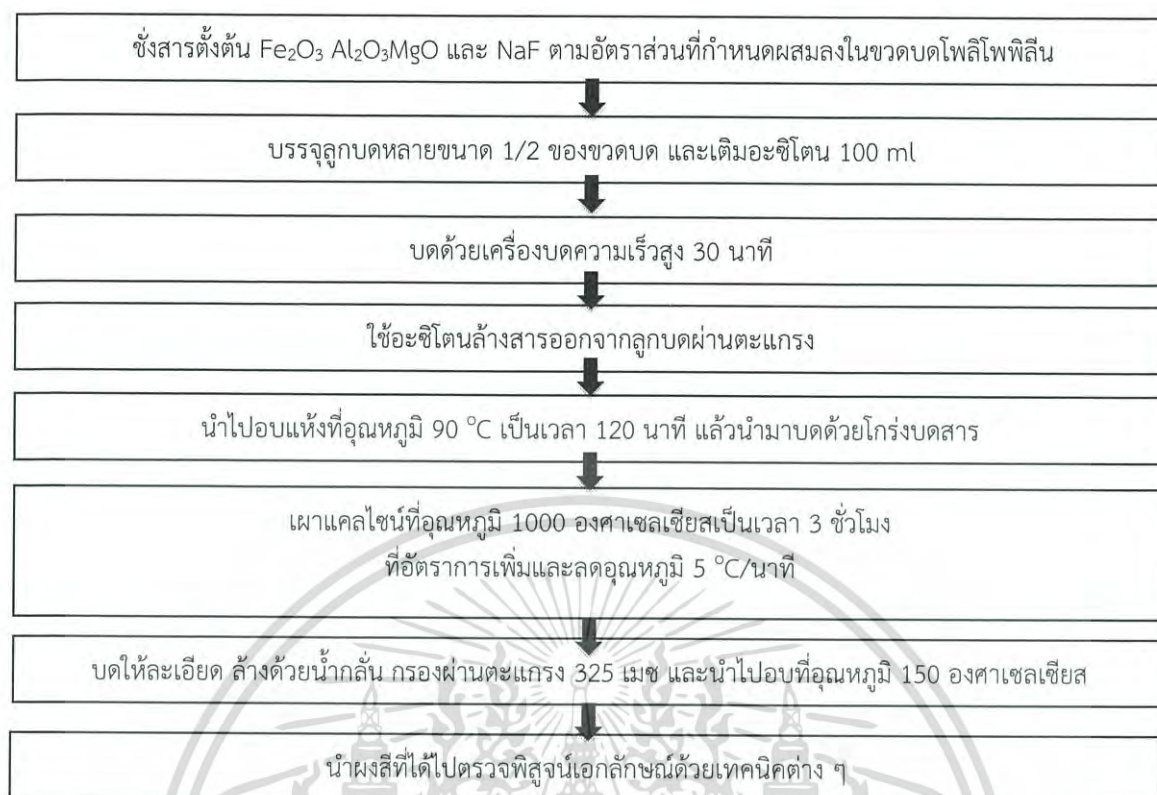 ชั่งสารตั้งต้น Fe₂O₃ Al₂O₃MgO และ NaF ตามอัตราส่วนที่กำหนดผสมลงในขวดบดโพลิโพพิลีน
บรรจุลูกบดหลายขนาด 1/2 ของขวดบด และเติมอะซิโตน 100 ml
บดด้วยเครื่องบดความเร็วสูง 30 นาที
ใช้อะซิโตนล้างสารออกจากลูกบดผ่านตะแกรง
นำไปอบแห้งที่อุณหภูมิ 90 °C เป็นเวลา 120 นาที แล้วนำมาบดด้วยโกร่งบดสาร
เผาแคลไซน์ที่อุณหภูมิ 1000 องศาเซลเซียสเป็นเวลา 3 ชั่วโมง
ที่อัตราการเพิ่มและลดอุณหภูมิ 5 °C/นาที
บดให้ละเอียด ล้างด้วยน้ำกลั่น กรองผ่านตะแกรง 325 เมช และนำไปอบที่อุณหภูมิ 150 องศาเซลเซียส
นำผงสีที่ได้ไปตรวจพิสูจน์เอกลักษณ์ด้วยเทคนิคต่าง ๆ